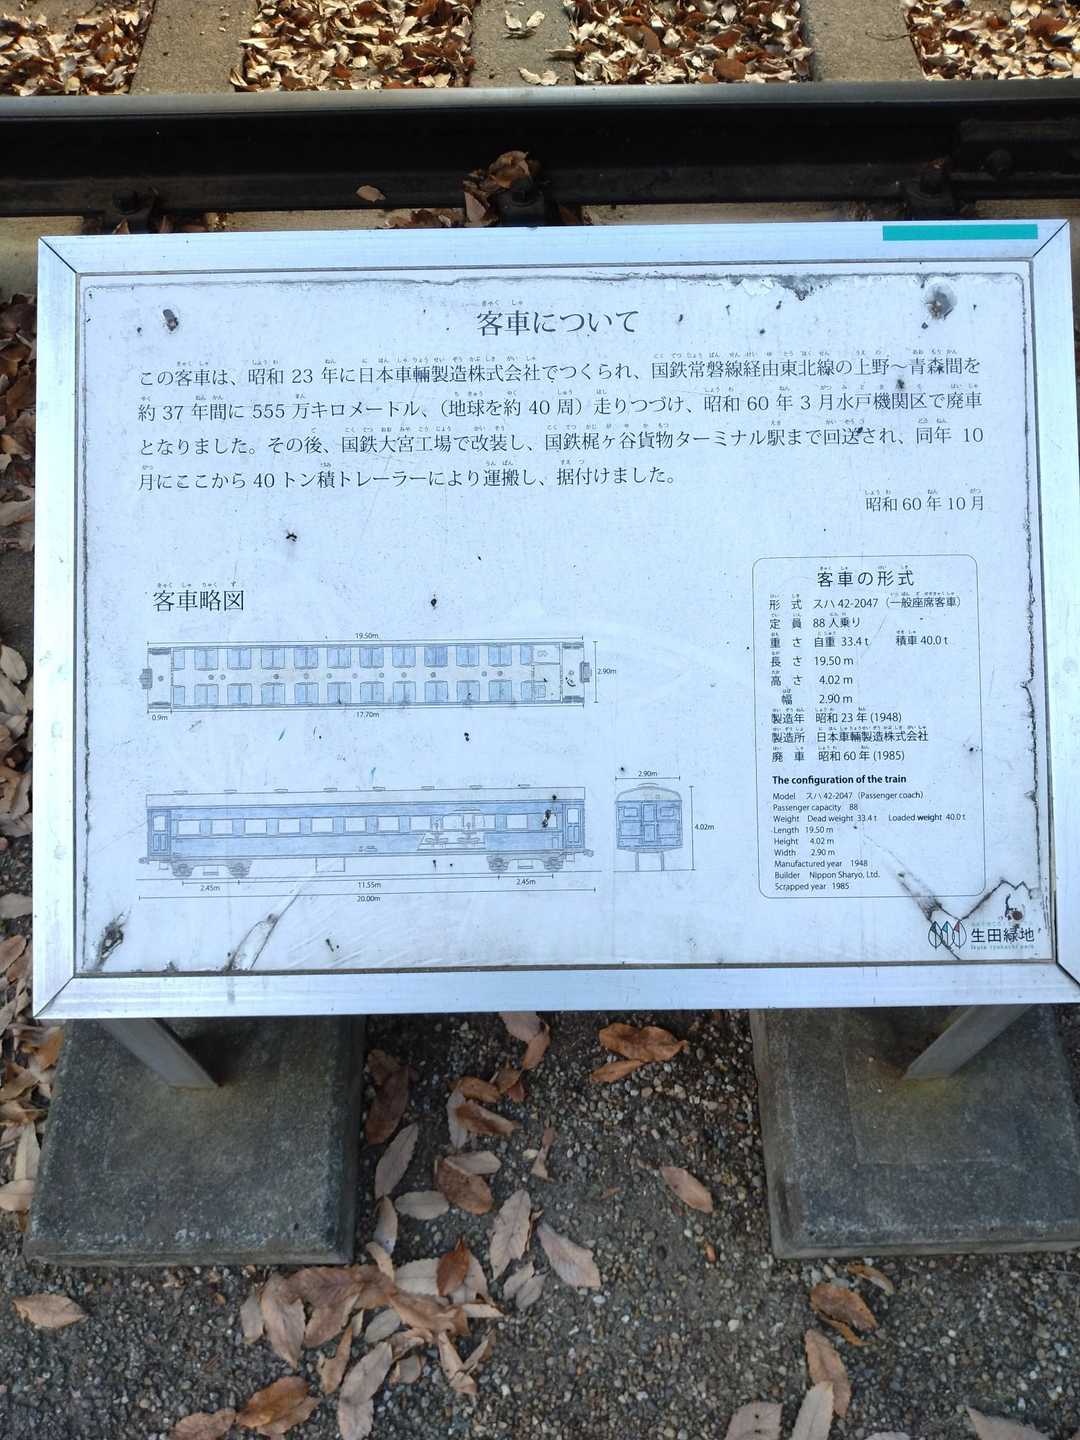 客車について
この客車は、昭和 23 年に日本車輛製造株式会社でつくられ、国鉄常磐線経由東北線の上野～青森間を
約 37 年間に 555 万キロメートル、（地球を約 40 周）走りつづけ、昭和 60 年 3 月水戸機関区で廃車
となりました。その後、国鉄大宮工場で改装し、国鉄梶ヶ谷貨物ターミナル駅まで回送され、同年 10
月にここから 40 トン積トレーラーにより運搬し、据付けました。
昭和 60 年 10 月
客車略図
19.50m
2.90m
0.9m
17.70m
2.90m
4.02m
2.45m
11.55m
2.45m
20.00m
客車の形式
形 式 スハ 42-2047（一般座席客車）
定 員 88 人乗り
重 さ 自重 33.4 t 積車 40.0 t
長 さ 19.50 m
高 さ 4.02 m
幅 2.90 m
製造年 昭和 23 年 (1948)
製造所 日本車輛製造株式会社
廃 車 昭和 60 年 (1985)
The configuration of the train
Model スハ 42-2047（Passenger coach）
Passenger capacity 88
Weight Dead weight 33.4 t Loaded weight 40.0 t
Length 19.50 m
Height 4.02 m
Width 2.90 m
Manufactured year 1948
Builder Nippon Sharyo, Ltd.
Scrapped year 1985
生田緑地
Ikuta ryokuchi park